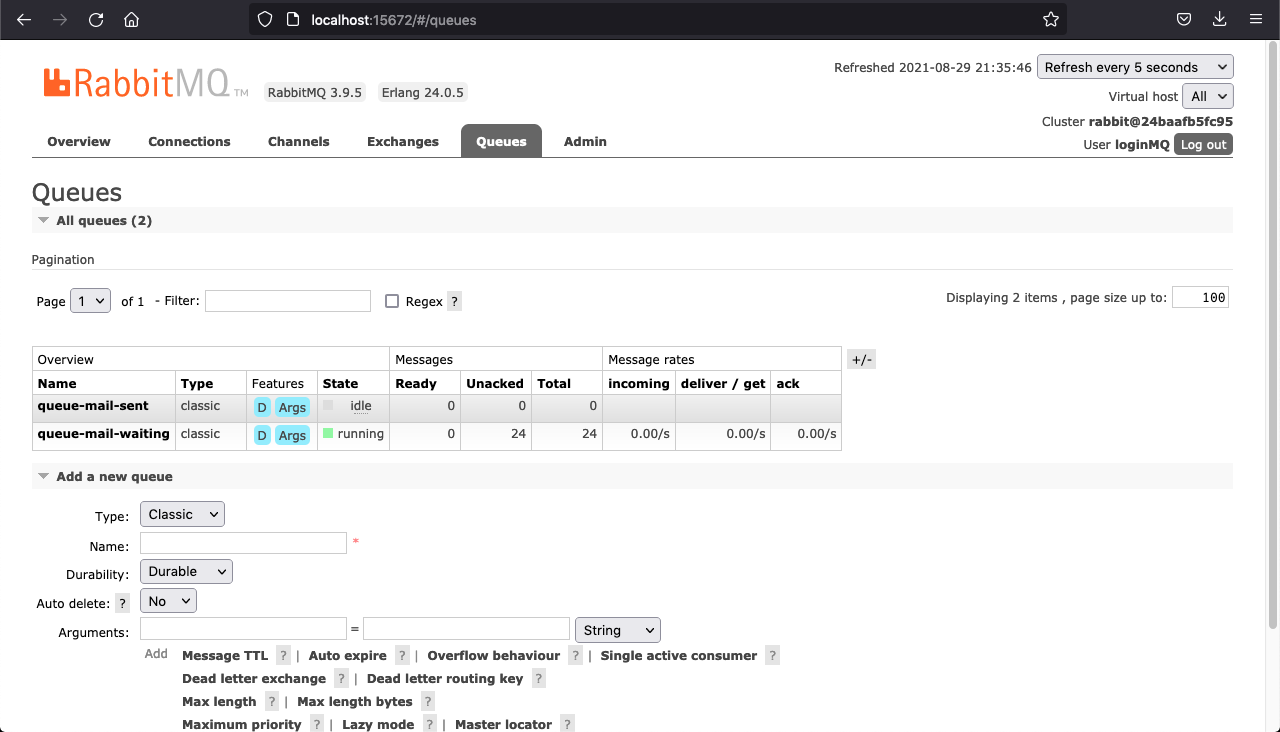 localhost:15672/#/queues
RabbitMQ TM RabbitMQ 3.9.5 Erlang 24.0.5
Refreshed 2021-08-29 21:35:46 Refresh every 5 seconds
Virtual host All
Cluster rabbit@24baafb5fc95
User loginMQ Log out
Overview Connections Channels Exchanges Queues Admin
Queues
All queues (2)
Pagination
Page 1 of 1 - Filter: Regex ? Displaying 2 items , page size up to: 100
Overview Messages Message rates +/-
Name Type Features State Ready Unacked Total incoming deliver / get ack
queue-mail-sent classic D Args idle 0 0 0
queue-mail-waiting classic D Args running 0 24 24 0.00/s 0.00/s 0.00/s
Add a new queue
Type: Classic
Name: *
Durability: Durable
Auto delete: ? No
Arguments: = String
Add Message TTL ? | Auto expire ? | Overflow behaviour ? | Single active consumer ?
Dead letter exchange ? | Dead letter routing key ?
Max length ? | Max length bytes ?
Maximum priority ? | Lazy mode ? | Master locator ?